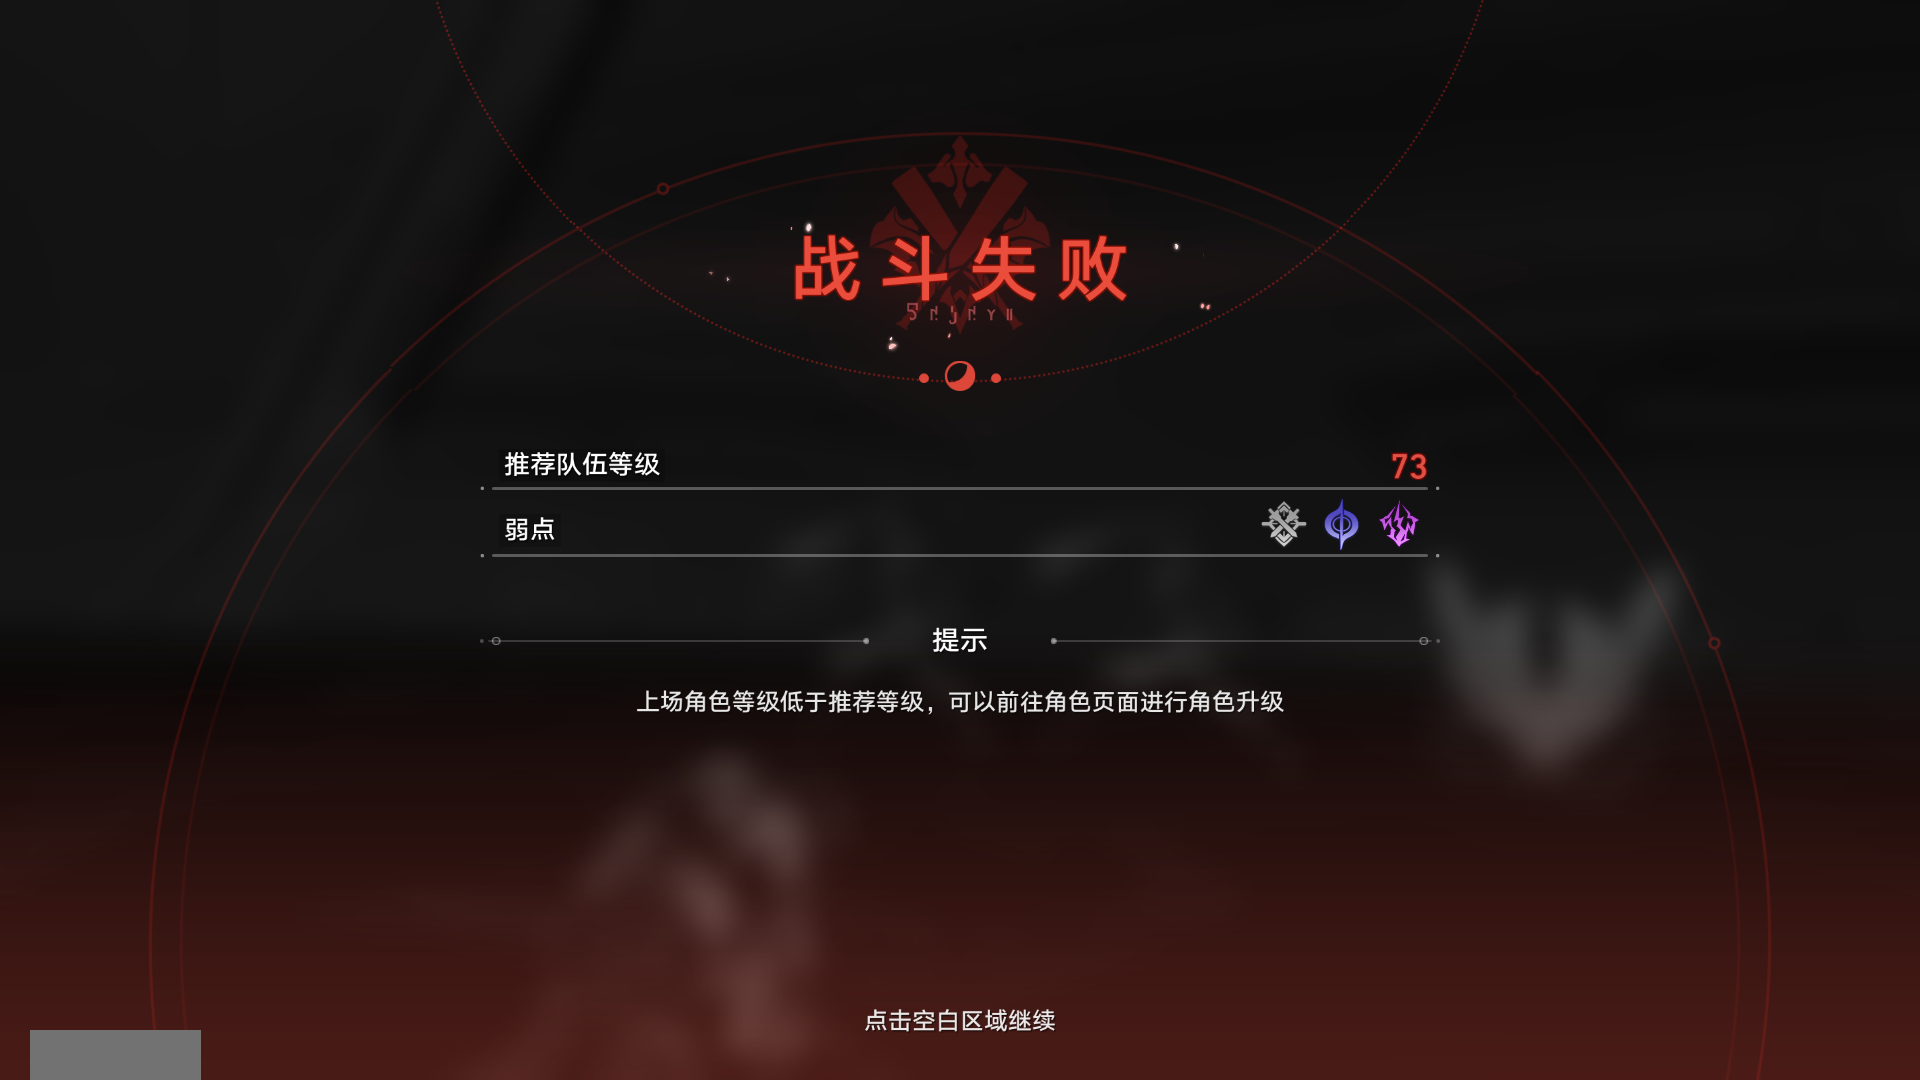 战斗失败
推荐队伍等级 73
弱点
提示
上场角色等级低于推荐等级，可以前往角色页面进行角色升级
点击空白区域继续